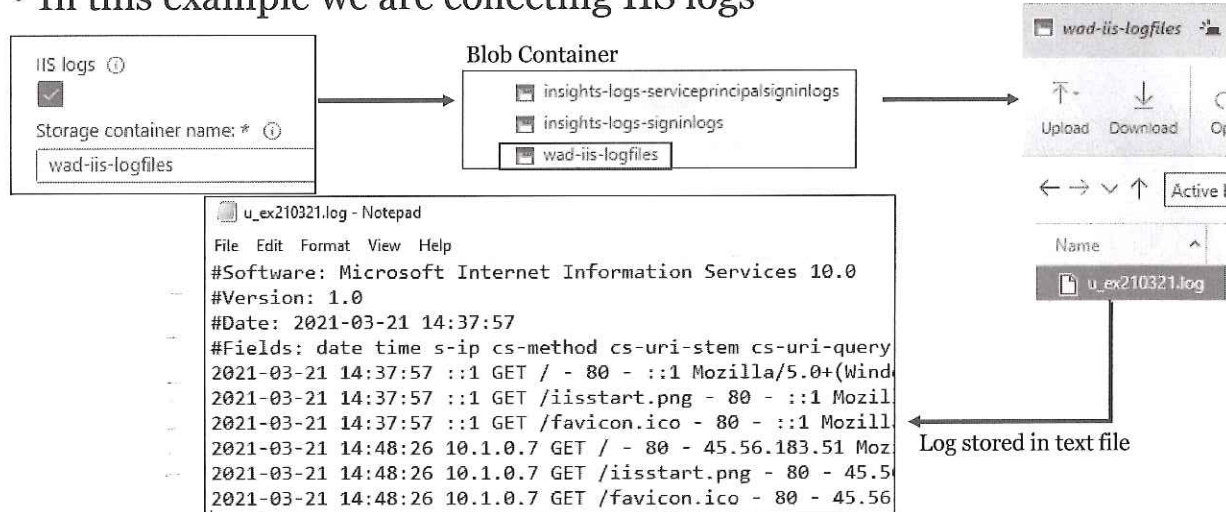 In this example we are collecting IIS logs
IIS logs
Storage container name: *
wad-iis-logfiles
Blob Container
insights-logs-serviceprincipalsigninlogs
insights-logs-signinlogs
wad-iis-logfiles
wad-iis-logfiles
Upload Download
Active
Name
u_ex210321.log
Log stored in text file
u_ex210321.log - Notepad
File Edit Format View Help
#Software: Microsoft Internet Information Services 10.0
#Version: 1.0
#Date: 2021-03-21 14:37:57
#Fields: date time s-ip cs-method cs-uri-stem cs-uri-query
2021-03-21 14:37:57 ::1 GET / - 80 - ::1 Mozilla/5.0+(Wind
2021-03-21 14:37:57 ::1 GET /iisstart.png - 80 - ::1 Mozil
2021-03-21 14:37:57 ::1 GET /favicon.ico - 80 - ::1 Mozill
2021-03-21 14:48:26 10.1.0.7 GET / - 80 - 45.56.183.51 Moz
2021-03-21 14:48:26 10.1.0.7 GET /iisstart.png - 80 - 45.5
2021-03-21 14:48:26 10.1.0.7 GET /favicon.ico - 80 - 45.56